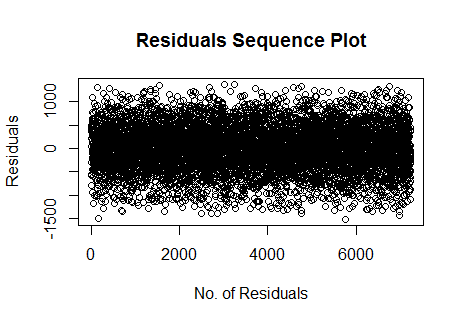 Residuals Sequence Plot
Residuals
1000
0
-1500
0 2000 4000 6000
No. of Residuals